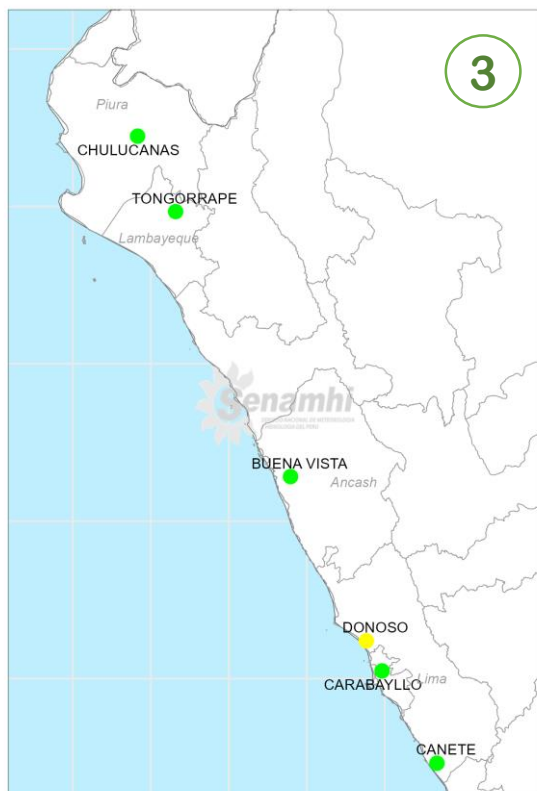 3
Piura
CHULUCANAS
TONGORRAPE
Lambayeque
Senamhi
BUENA VISTA
Ancash
DONOSO
Lima
CARABAYLLO
CANETE